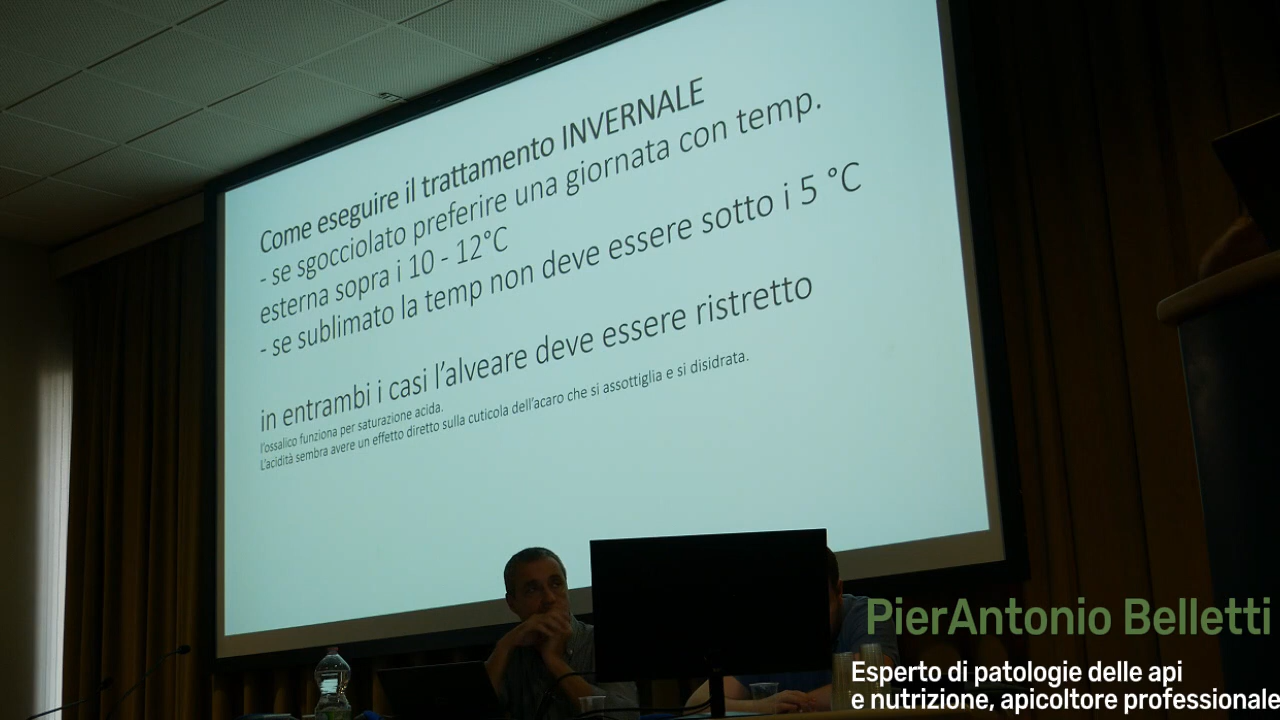 Come eseguire il trattamento INVERNALE
- se sgocciolato preferire una giornata con temp.
esterna sopra i 10 - 12°C
- se sublimato la temp non deve essere sotto i 5 °C
in entrambi i casi l'alveare deve essere ristretto
l'ossalico funziona per saturazione acida.
L'acidità sembra avere un effetto diretto sulla cuticola dell'acaro che si assottiglia e si disidrata.
PierAntonio Belletti
Esperto di patologie delle api
e nutrizione, apicoltore professionale